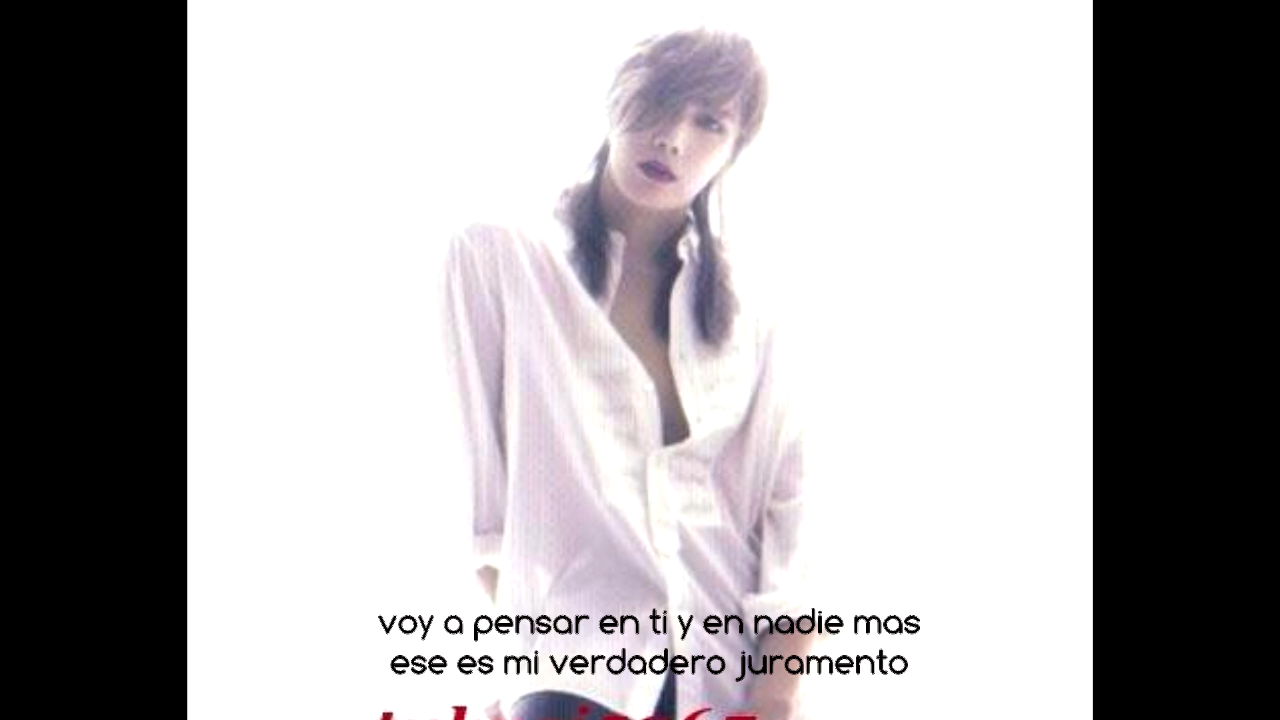 voy a pensar en ti y en nadie mas
ese es mi verdadero juramento